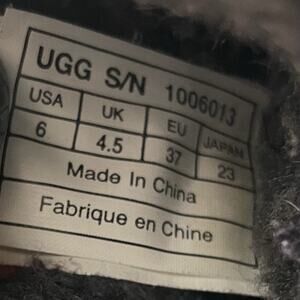 UGG S/N 1006013
USA UK EU JAPAN
6 4.5 37 23
Made In China
Fabrique en Chine